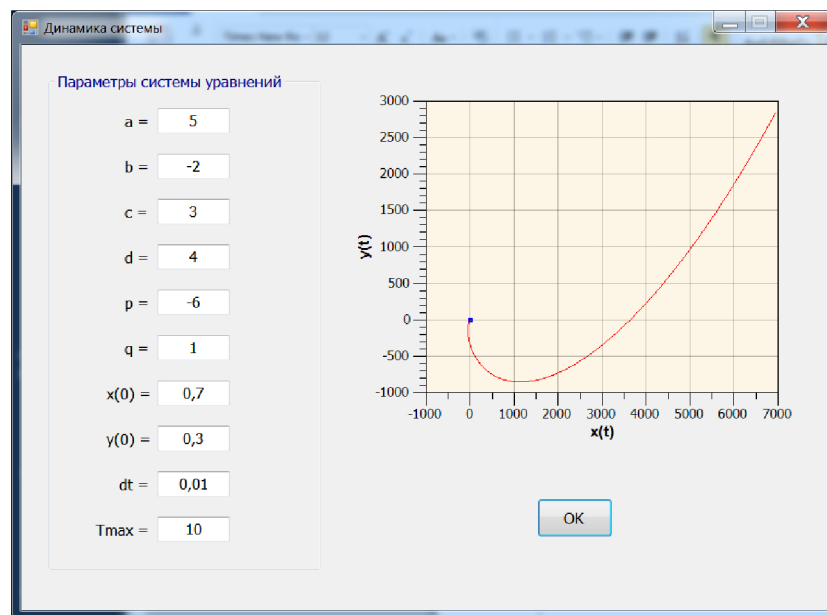 Динамика системы
Параметры системы уравнений
a = 5
b = -2
c = 3
d = 4
p = -6
q = 1
x(0) = 0,7
y(0) = 0,3
dt = 0,01
Tmax = 10
3000
2500
2000
1500
1000
500
0
-500
-1000
y(t)
-1000 0 1000 2000 3000 4000 5000 6000 7000
x(t)
OK